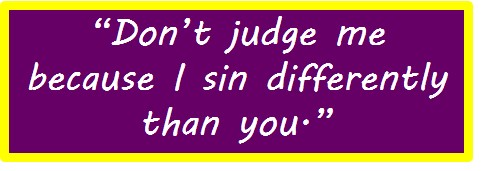 “Don’t judge me
because I sin differently
than you.”